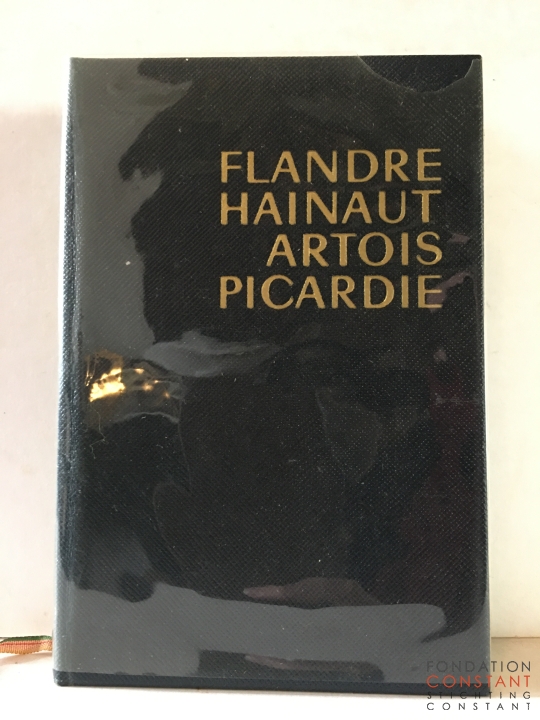 FLANDRE
HAINAUT
ARTOIS
PICARDIE
FONDATION
CONSTANT
STICHTING
CONSTANT